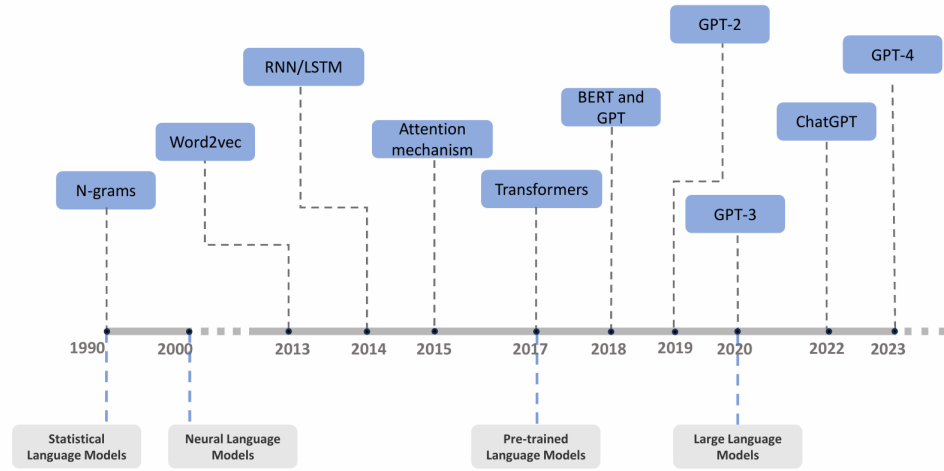 GPT-2
GPT-4
RNN/LSTM
BERT and
GPT
ChatGPT
Word2vec
Attention
mechanism
N-grams
Transformers
GPT-3
1990
2000
2013
2014
2015
2017
2018
2019
2020
2022
2023
Statistical
Language Models
Neural Language
Models
Pre-trained
Language Models
Large Language
Models